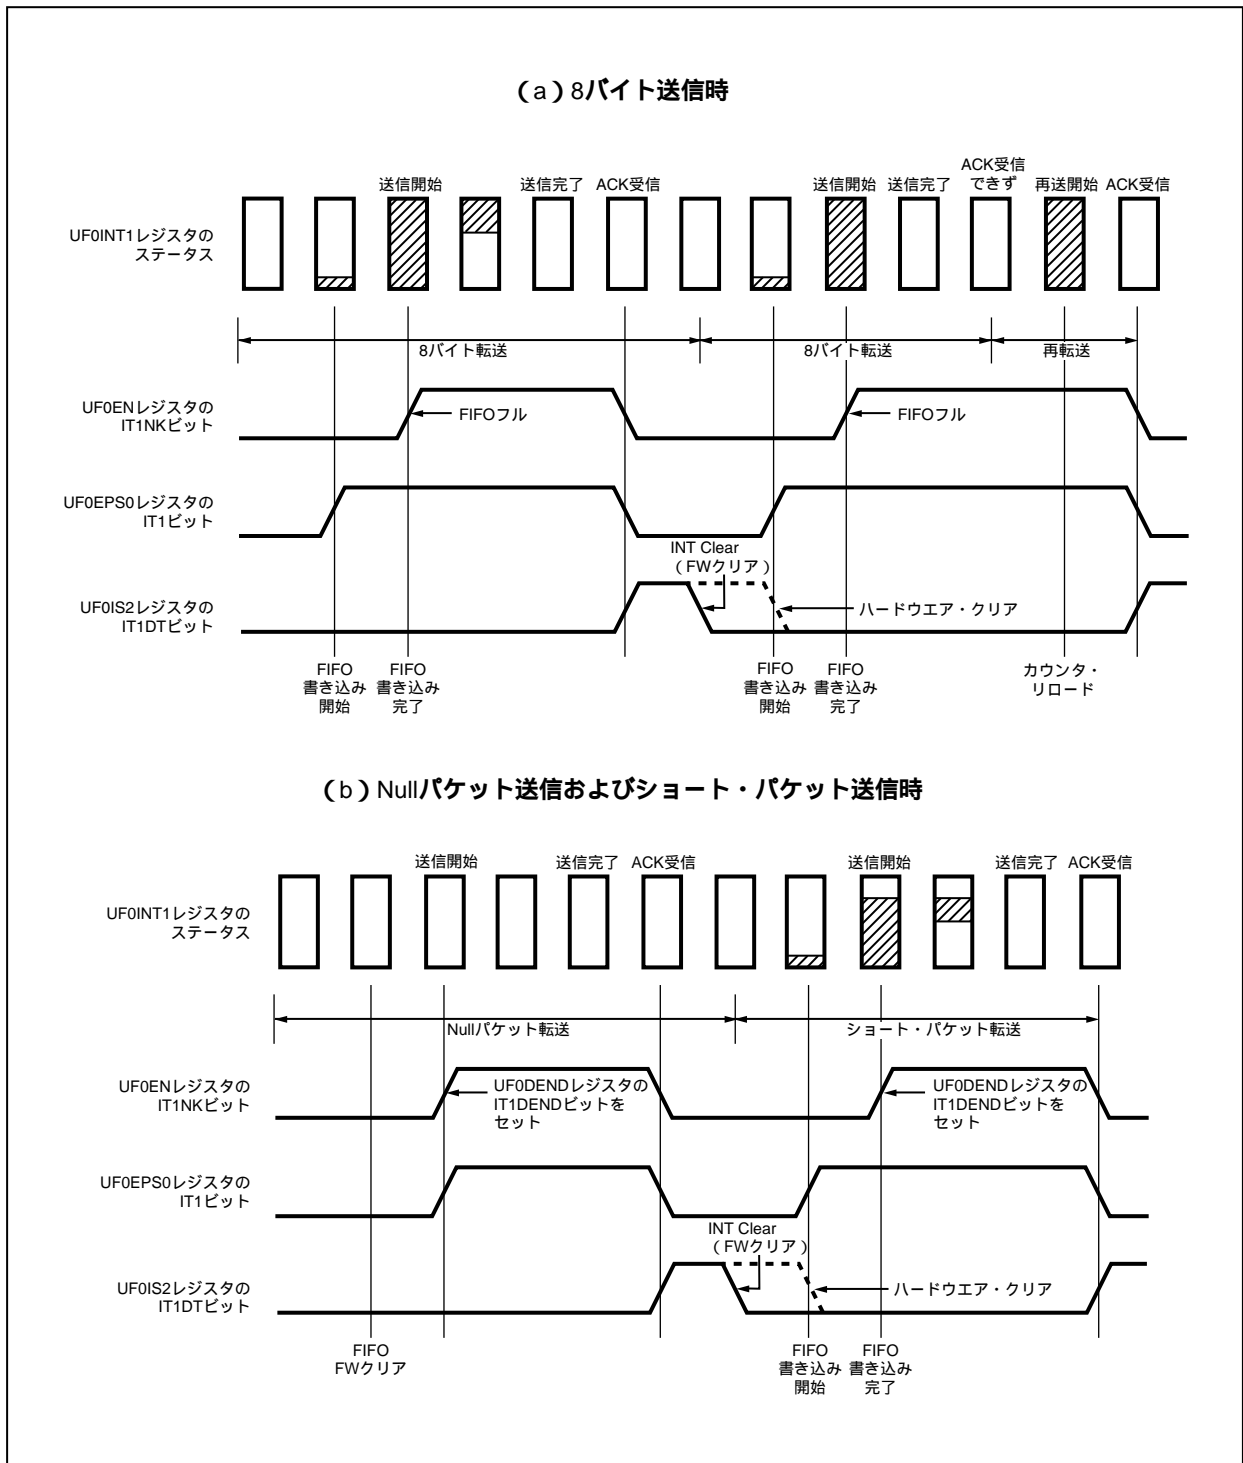 (a) 8バイト送信時
送信開始
送信完了
ACK受信
送信開始
送信完了
ACK受信
できず
再送開始
ACK受信
UF0INT1レジスタの
ステータス
8バイト転送
8バイト転送
再転送
UF0ENレジスタの
IT1NKビット
FIFOフル
FIFOフル
UF0EPS0レジスタの
IT1ビット
INT Clear
(FWクリア)
UF0IS2レジスタの
IT1DTビット
ハードウエア・クリア
FIFO
書き込み
開始
FIFO
書き込み
完了
FIFO
書き込み
開始
FIFO
書き込み
完了
カウンタ・
リロード
(b) Nullパケット送信およびショート・パケット送信時
送信開始
送信完了
ACK受信
送信開始
送信完了
ACK受信
UF0INT1レジスタの
ステータス
Nullパケット転送
ショート・パケット転送
UF0ENレジスタの
IT1NKビット
UF0DENDレジスタの
IT1DENDビットを
セット
UF0DENDレジスタの
IT1DENDビットを
セット
UF0EPS0レジスタの
IT1ビット
INT Clear
(FWクリア)
UF0IS2レジスタの
IT1DTビット
ハードウエア・クリア
FIFO
FWクリア
FIFO
書き込み
開始
FIFO
書き込み
完了